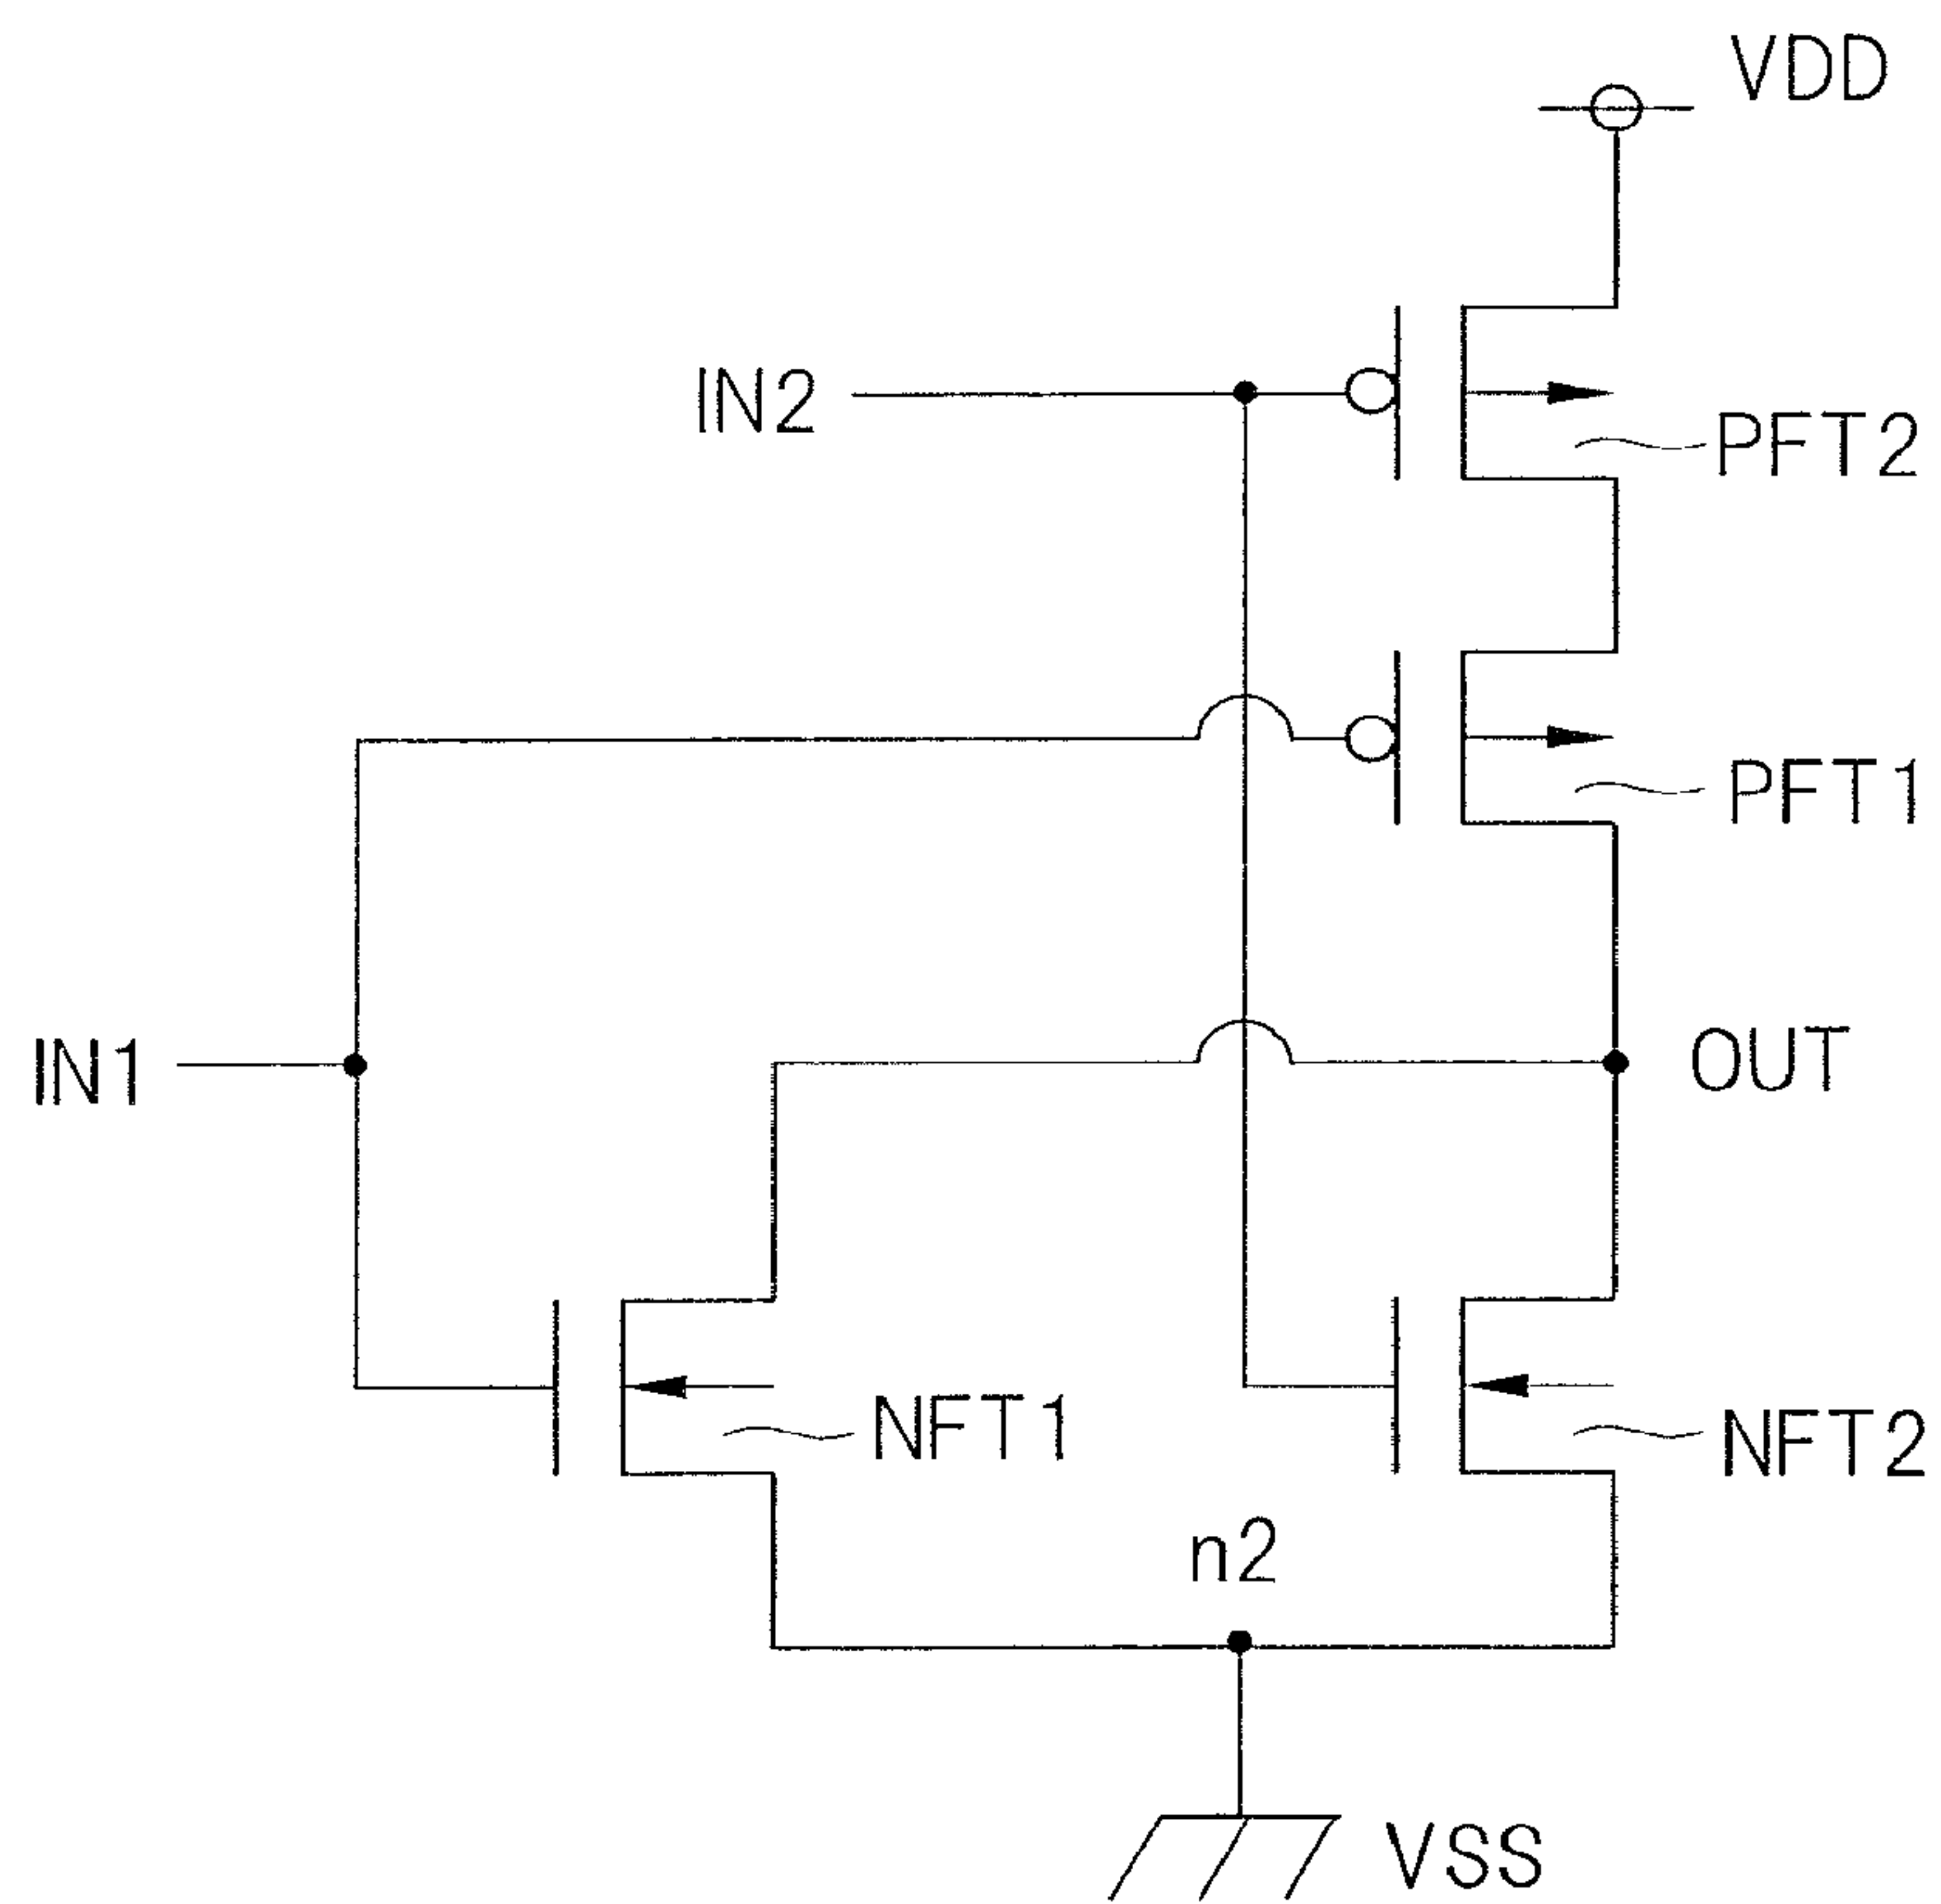 VDD
IN2
PFT2
PFT1
IN1
OUT
NFT1
NFT2
n2
VSS